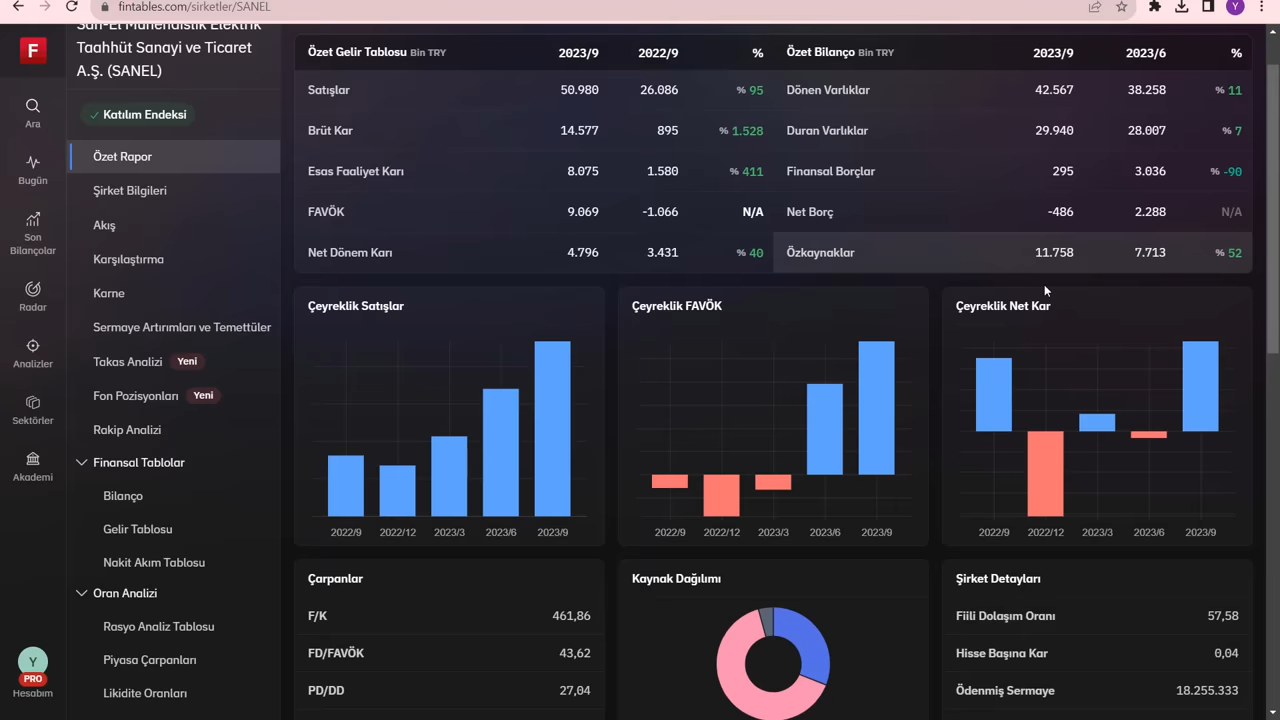 fintables.com/sirketler/SANEL
Y
F
Ara
Bugün
Son
Bilançolar
Radar
Analizler
Sektörler
Akademi
Y
PRO
Hesabım
San-El Mühendislik Elektrik
Taahhüt Sanayi ve Ticaret
A.Ş. (SANEL)
Katılım Endeksi
Özet Rapor
Şirket Bilgileri
Akış
Karşılaştırma
Karne
Sermaye Artırımları ve Temettüler
Takas Analizi Yeni
Fon Pozisyonları Yeni
Rakip Analizi
Finansal Tablolar
Bilanço
Gelir Tablosu
Nakit Akım Tablosu
Oran Analizi
Rasyo Analiz Tablosu
Piyasa Çarpanları
Likidite Oranları
Özet Gelir Tablosu Bin TRY 2023/9 2022/9 %
Satışlar 50.980 26.086 % 95
Brüt Kar 14.577 895 % 1.528
Esas Faaliyet Karı 8.075 1.580 % 411
FAVÖK 9.069 -1.066 N/A
Net Dönem Karı 4.796 3.431 % 40
Özet Bilanço Bin TRY 2023/9 2023/6 %
Dönen Varlıklar 42.567 38.258 % 11
Duran Varlıklar 29.940 28.007 % 7
Finansal Borçlar 295 3.036 % -90
Net Borç -486 2.288 N/A
Özkaynaklar 11.758 7.713 % 52
Çeyreklik Satışlar
2022/9 2022/12 2023/3 2023/6 2023/9
Çeyreklik FAVÖK
2022/9 2022/12 2023/3 2023/6 2023/9
Çeyreklik Net Kar
2022/9 2022/12 2023/3 2023/6 2023/9
Çarpanlar
F/K 461,86
FD/FAVÖK 43,62
PD/DD 27,04
Kaynak Dağılımı
Şirket Detayları
Fiili Dolaşım Oranı 57,58
Hisse Başına Kar 0,04
Ödenmiş Sermaye 18.255.333